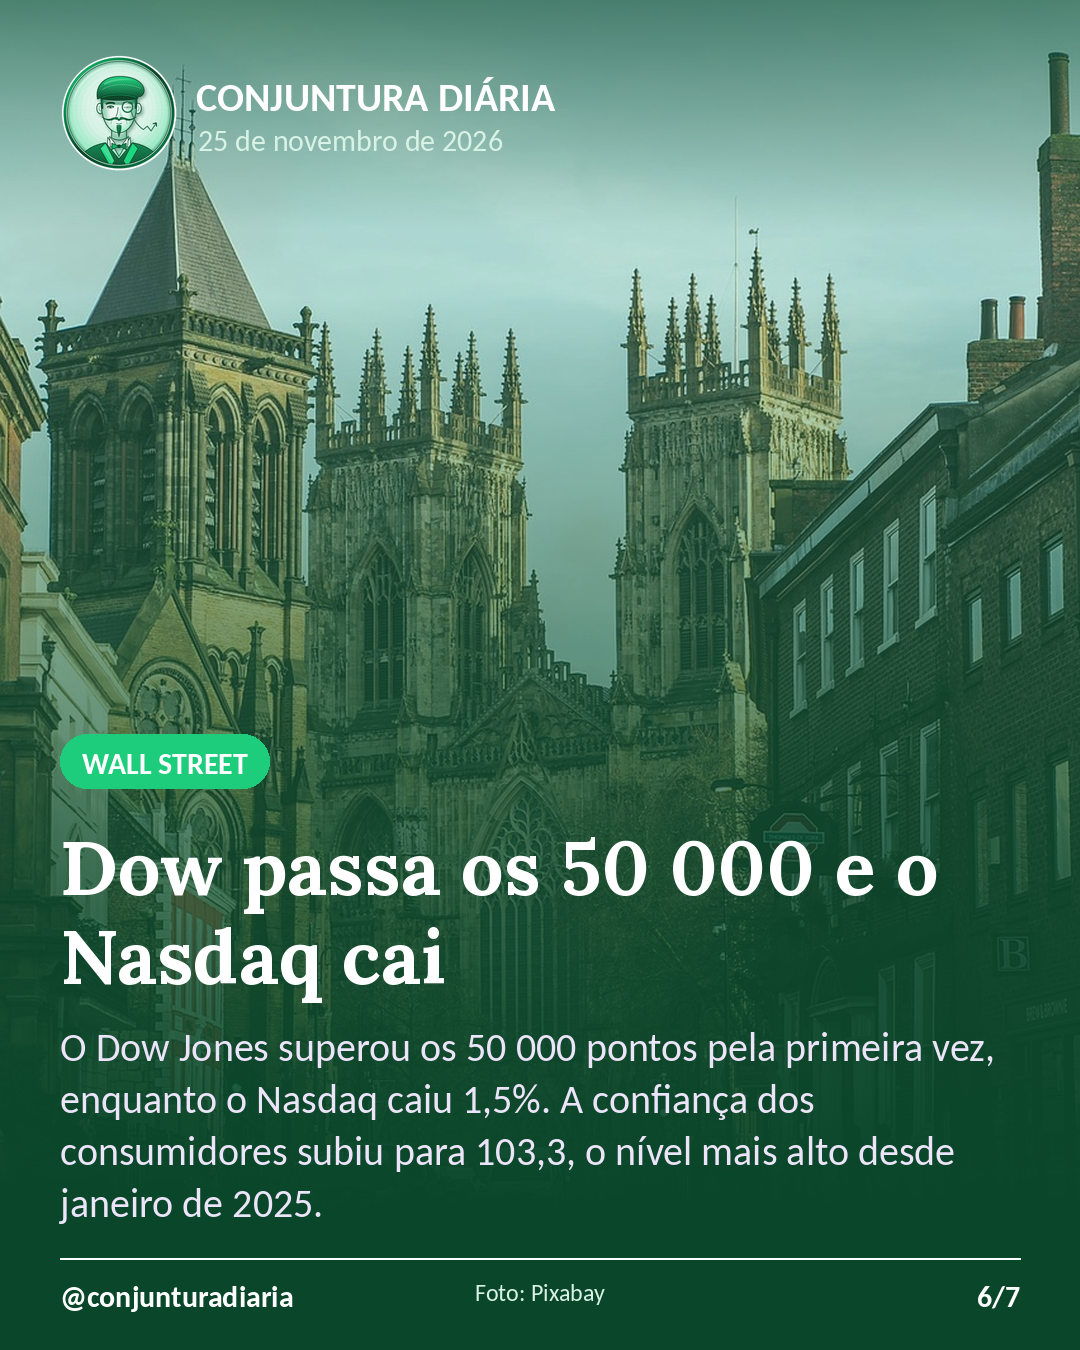 CONJUNTURA DIÁRIA
25 de novembro de 2026
WALL STREET
Dow passa os 50 000 e o
Nasdaq cai
B
O Dow Jones superou os 50 000 pontos pela primeira vez,
enquanto o Nasdaq caiu 1,5%. A confiança dos
consumidores subiu para 103,3, o nível mais alto desde
janeiro de 2025.
@conjunturadiaria
Foto: Pixabay
6/7